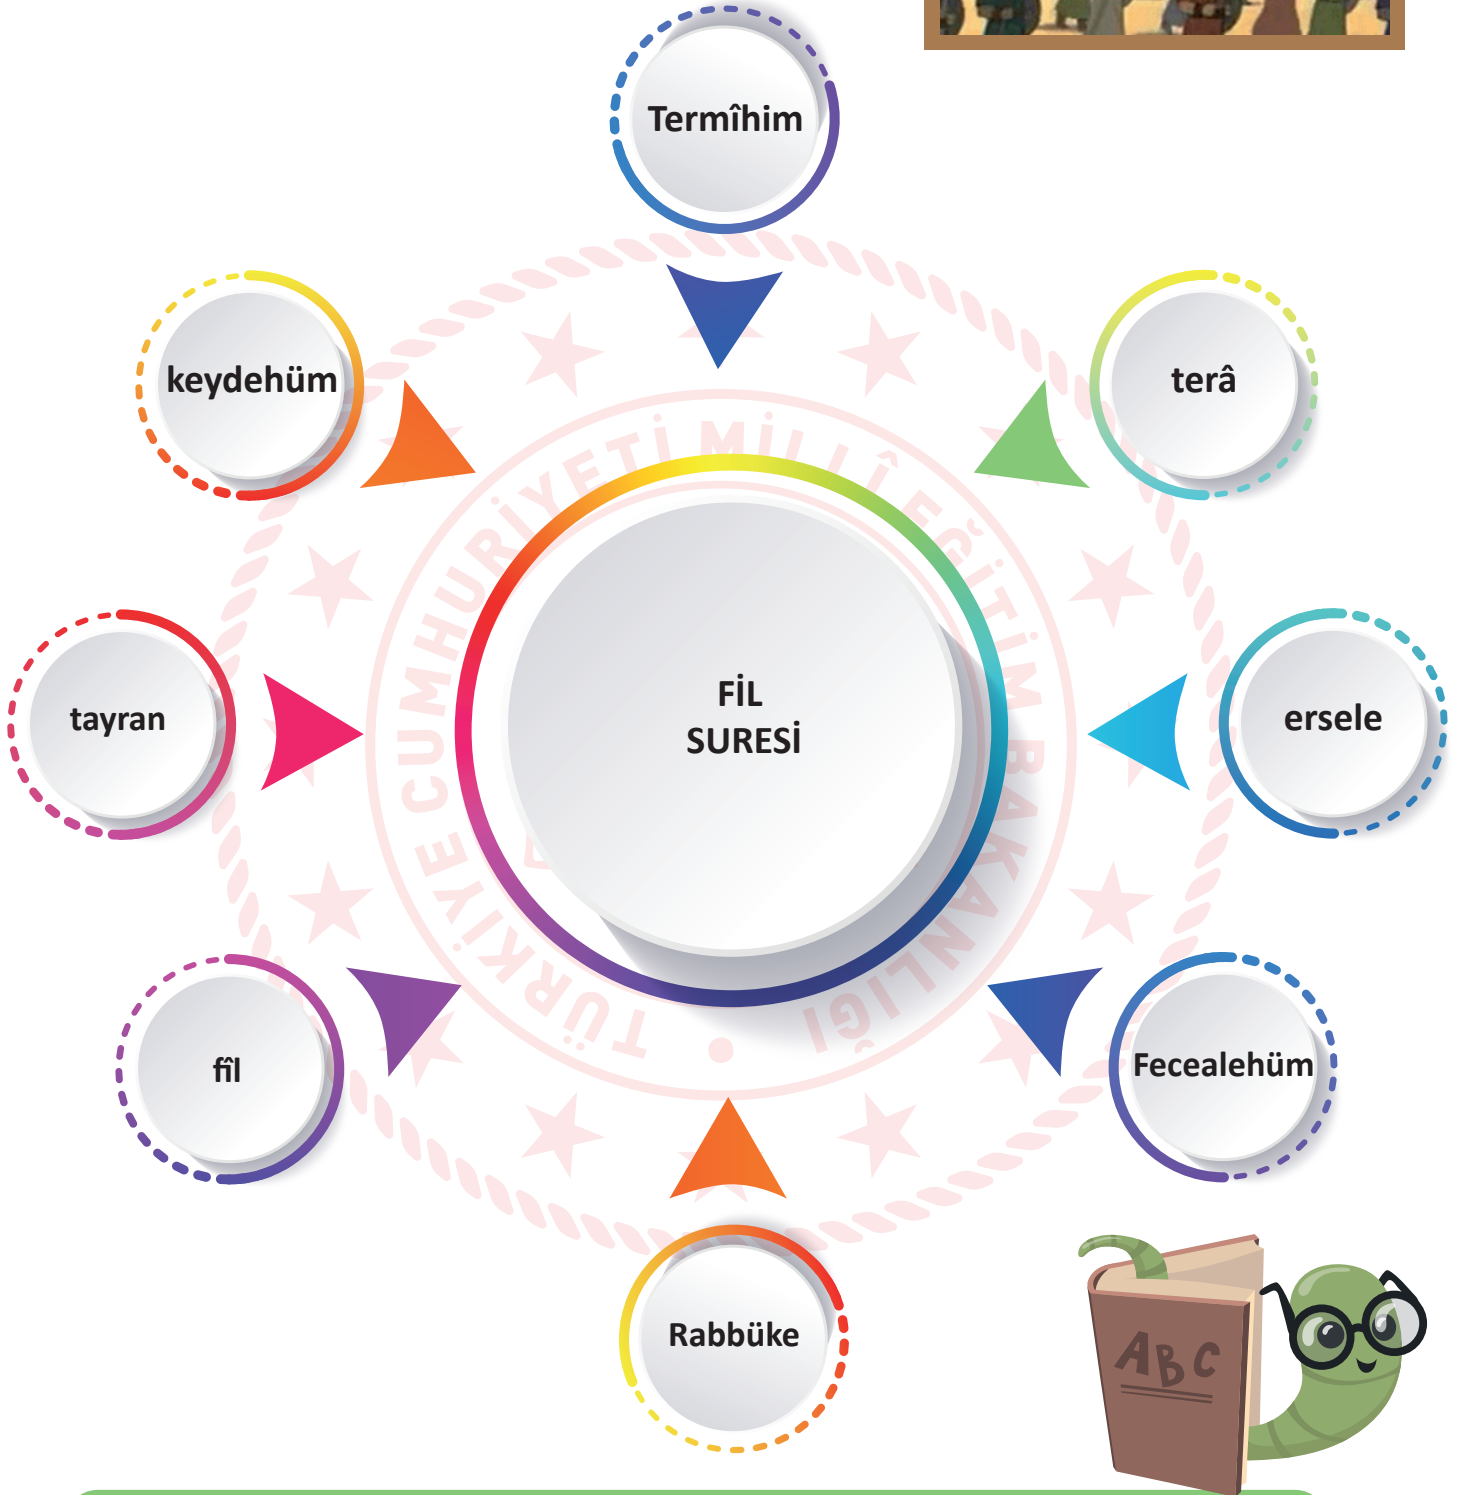 Termîhim
keydehüm
terâ
TÜRKİYE CUMHURİYETİ MİLLÎ EĞİTİM BAKANLIĞI
FİL
SURESİ
tayran
ersele
fîl
Fecealehüm
Rabbüke
ABC